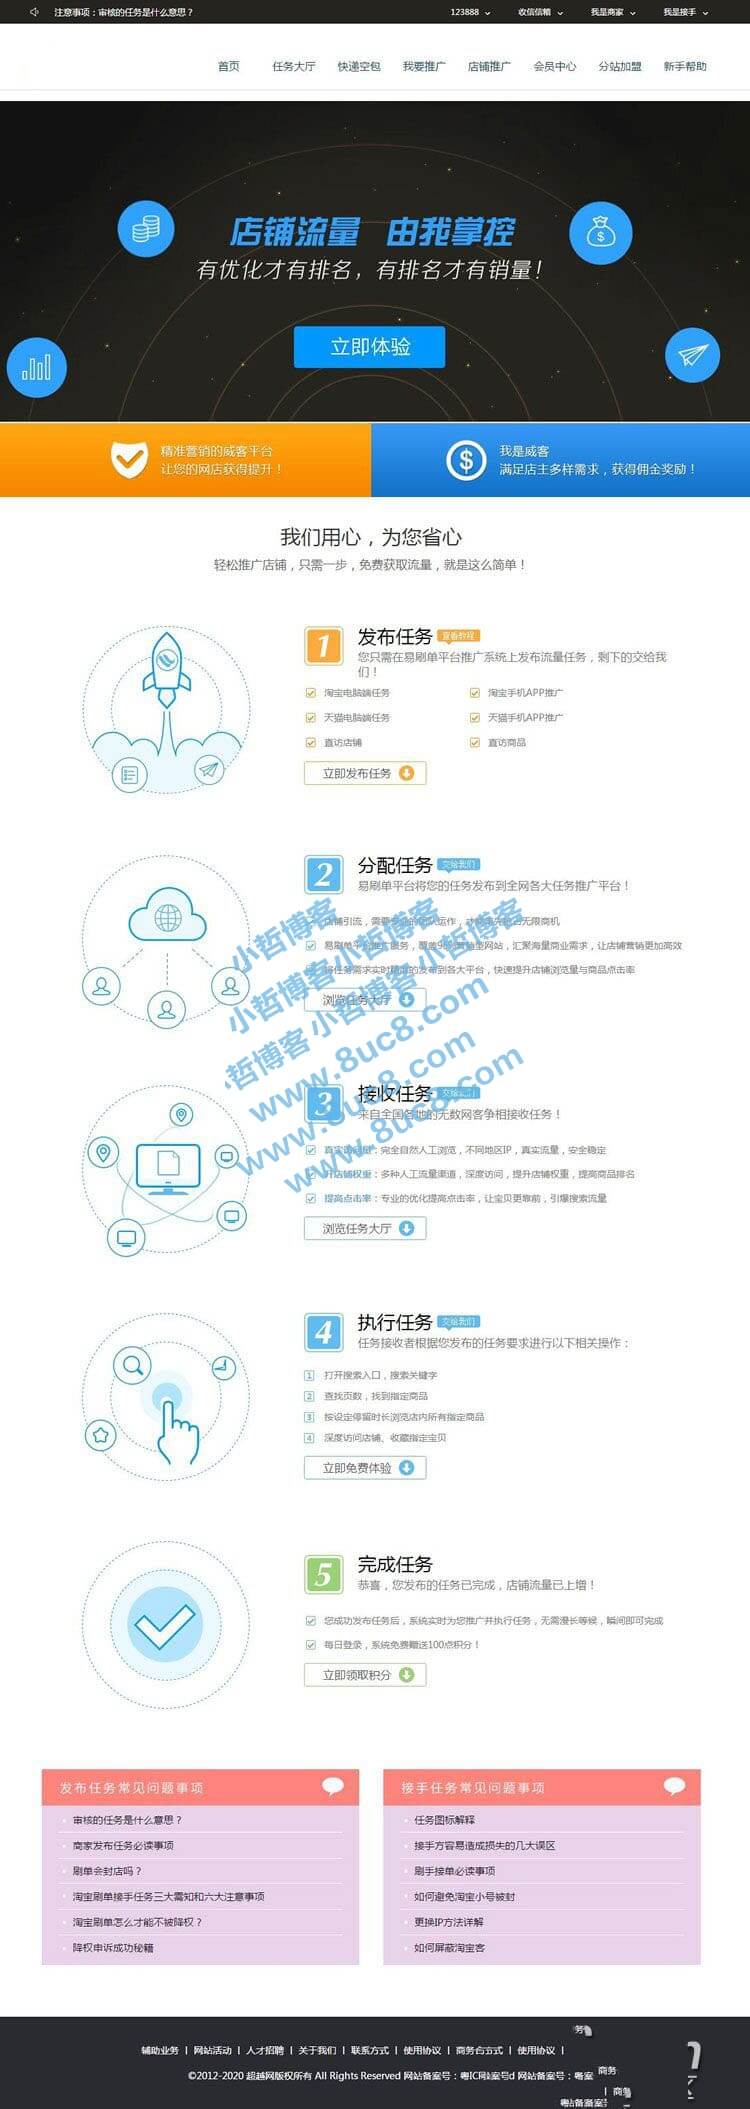 注意事项：审核的任务是什么意思？
123888 收信信箱 我是商家 我是接手
首页 任务大厅 快递空包 我要推广 店铺推广 会员中心 分站加盟 新手帮助
店铺流量 由我掌控
有优化才有排名，有排名才有销量！
立即体验
精准营销的威客平台
让您的网店获得提升！
我是威客
满足店主多样需求，获得佣金奖励！
我们用心，为您省心
轻松推广店铺，只需一步，免费获取流量，就是这么简单！
1 发布任务 查看教程
您只需在易刷单平台推广系统上发布流量任务，剩下的交给我
们！
淘宝电脑端任务 淘宝手机APP推广
天猫电脑端任务 天猫手机APP推广
直访店铺 直访商品
立即发布任务
2 分配任务 交给我们
易刷单平台将您的任务发布到全网各大任务推广平台！
店铺引流，需要专业的团队运作，才能率先抢占无限商机
易刷单平台推广服务，覆盖98%营销型网站，汇聚海量商业需求，让店铺营销更加高效
将任务需求实时精准的发布到各大平台，快速提升店铺浏览量与商品点击率
浏览任务大厅
小哲博客
小哲博客小哲博客
小哲博客 小哲博客
www.8uc8.com
www.8uc8.com
www.8uc8.com
3 接收任务 交给我们
来自全国各地的无数网客争相接收任务！
真实访问量：完全自然人工浏览，不同地区IP，真实流量，安全稳定
升店铺权重：多种人工流量渠道，深度访问，提升店铺权重，提高商品排名
提高点击率：专业的优化提高点击率，让宝贝更靠前，引爆搜索流量
浏览任务大厅
4 执行任务 交给我们
任务接收者根据您发布的任务要求进行以下相关操作：
1 打开搜索入口，搜索关键字
2 查找页数，找到指定商品
3 按设定停留时长浏览店内所有指定商品
4 深度访问店铺、收藏指定宝贝
立即免费体验
5 完成任务
恭喜，您发布的任务已完成，店铺流量已上增！
您成功发布任务后，系统实时为您推广并执行任务，无需漫长等候，瞬间即可完成
每日登录，系统免费赠送100点积分！
立即领取积分
发布任务常见问题事项
审核的任务是什么意思？
商家发布任务必读事项
刷单会封店吗？
淘宝刷单接手任务三大需知和六大注意事项
淘宝刷单怎么才能不被降权？
降权申诉成功秘籍
接手任务常见问题事项
任务图标解释
接手方容易造成损失的几大误区
刷手接单必读事项
如何避免淘宝小号被封
更换IP方法详解
如何屏蔽淘宝客
辅助业务 | 网站活动 | 人才招聘 | 关于我们 | 联系方式 | 使用协议 | 商务合作 | 使用协议 |
©2012-2020 超越网版权所有 All Rights Reserved 网站备案号：粤IC 网站备案号：粤
商务